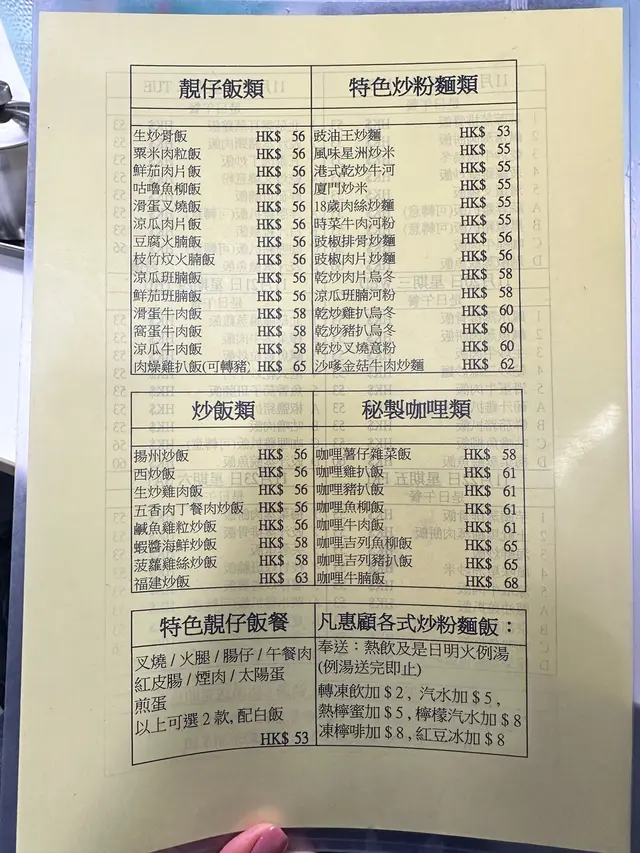 靚仔飯類
生炒骨飯 HK$ 56
粟米肉粒飯 HK$ 56
鮮茄肉片飯 HK$ 56
咕嚕魚柳飯 HK$ 56
滑蛋叉燒飯 HK$ 56
涼瓜肉片飯 HK$ 56
豆腐火腩飯 HK$ 56
枝竹炆火腩飯 HK$ 56
涼瓜班腩飯 HK$ 56
鮮茄班腩飯 HK$ 56
滑蛋牛肉飯 HK$ 58
窩蛋牛肉飯 HK$ 58
涼瓜牛肉飯 HK$ 58
肉燥雞扒飯(可轉豬) HK$ 65
特色炒粉麵類
豉油王炒麵 HK$ 53
風味星洲炒米 HK$ 55
港式乾炒牛河 HK$ 55
廈門炒米 HK$ 55
18歲肉絲炒麵 HK$ 55
時菜牛肉河粉 HK$ 55
豉椒排骨炒麵 HK$ 56
豉椒肉片炒麵 HK$ 56
乾炒肉片烏冬 HK$ 58
涼瓜班腩河粉 HK$ 58
乾炒雞扒烏冬 HK$ 60
乾炒豬扒烏冬 HK$ 60
乾炒叉燒意粉 HK$ 60
沙嗲金菇牛肉炒麵 HK$ 62
炒飯類
揚州炒飯 HK$ 56
西炒飯 HK$ 56
生炒雞肉飯 HK$ 56
五香肉丁餐肉炒飯 HK$ 56
鹹魚雞粒炒飯 HK$ 56
蝦醬海鮮炒飯 HK$ 58
菠蘿雞絲炒飯 HK$ 58
福建炒飯 HK$ 63
秘製咖哩類
咖哩薯仔雜菜飯 HK$ 58
咖哩雞扒飯 HK$ 61
咖哩豬扒飯 HK$ 61
咖哩魚柳飯 HK$ 61
咖哩牛肉飯 HK$ 61
咖哩吉列魚柳飯 HK$ 65
咖哩吉列豬扒飯 HK$ 65
咖哩牛腩飯 HK$ 68
特色靚仔飯餐
叉燒 / 火腿 / 腸仔 / 午餐肉
紅皮腸 / 煙肉 / 太陽蛋
煎蛋
以上可選 2 款, 配白飯
HK$ 53
凡惠顧各式炒粉麵飯：
奉送：熱飲及是日明火例湯
(例湯送完即止)
轉凍飲加 $ 2 , 汽水加 $ 5 ,
熱檸蜜加 $ 5 , 檸檬汽水加 $ 8
凍檸啡加 $ 8 , 紅豆冰加 $ 8